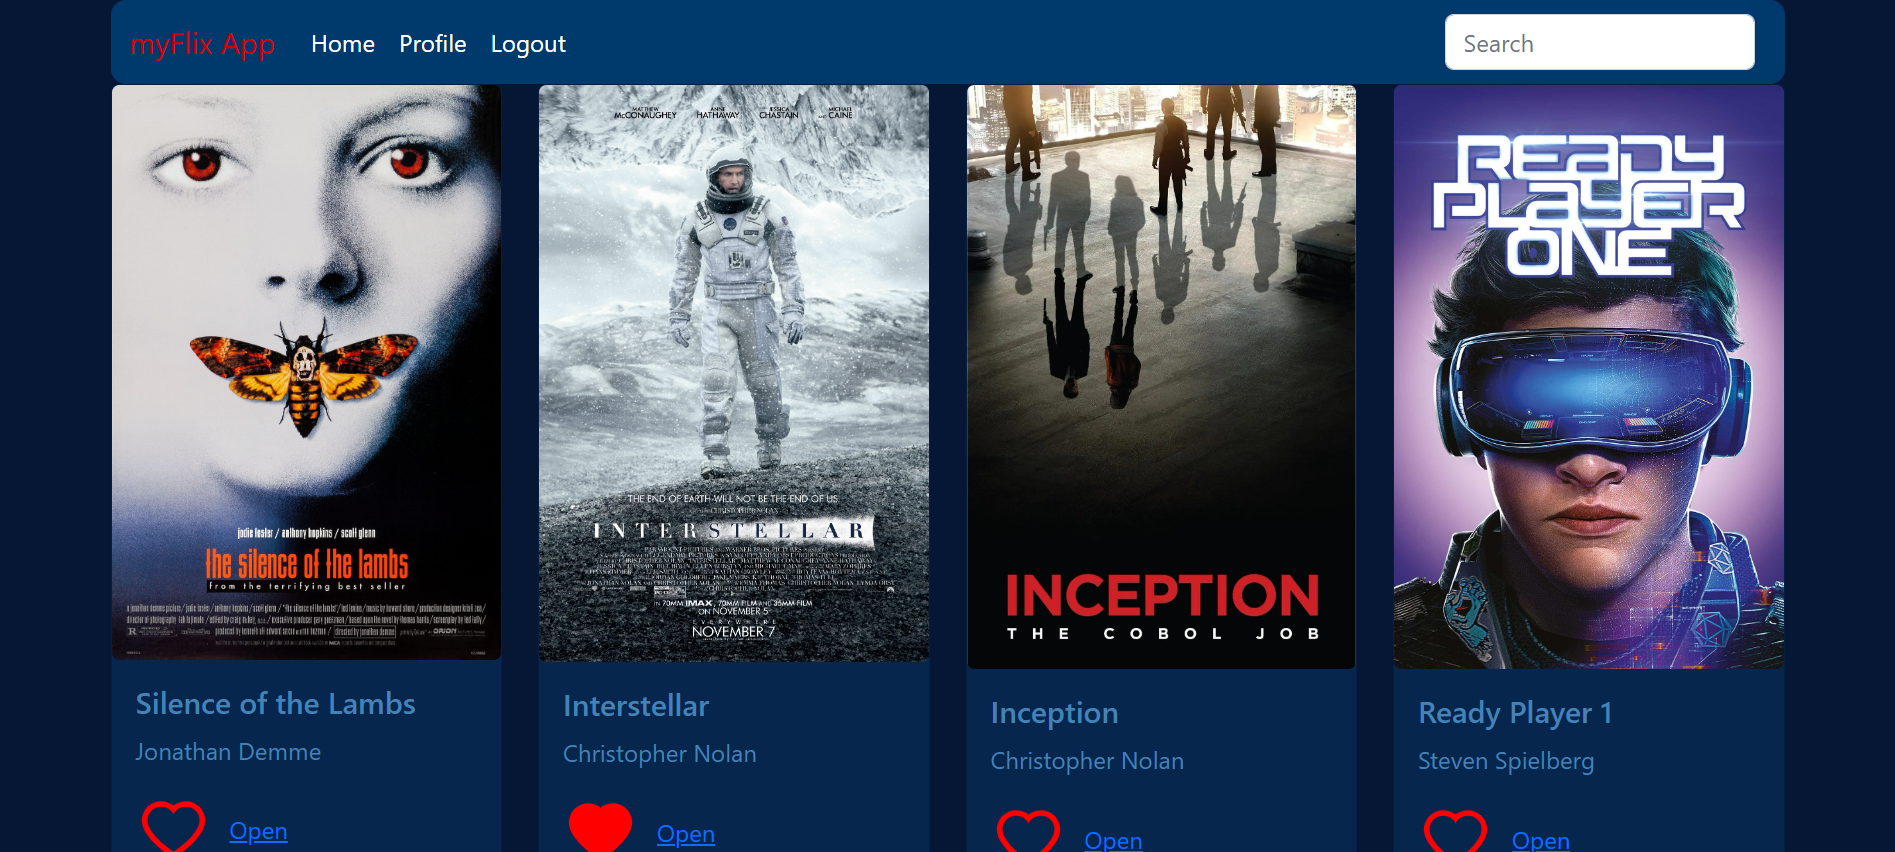 myFlix App Home Profile Logout Search
jodie foster / anthony hopkins / scott glenn
the silence of the lambs
from the terrifying best seller
Silence of the Lambs
Jonathan Demme
Open
MATTHEW McCONAUGHEY ANNE HATHAWAY JESSICA CHASTAIN AND MICHAEL CAINE
THE END OF EARTH WILL NOT BE THE END OF US
INTERSTELLAR
IN 70MM IMAX, 70MM FILM AND 35MM FILM
ON NOVEMBER 5
EVERYWHERE
NOVEMBER 7
Interstellar
Christopher Nolan
Open
INCEPTION
THE COBOL JOB
Inception
Christopher Nolan
Open
READY
PLAYER
ONE
Ready Player 1
Steven Spielberg
Open